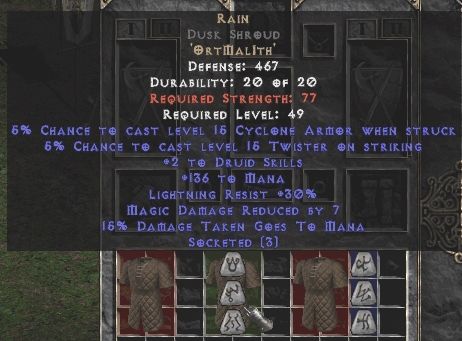 Rain
Dusk Shroud
'OrtMalIth'
Defense: 467
Durability: 20 of 20
Required Strength: 77
Required Level: 49
5% Chance to cast level 15 Cyclone Armor when struck
5% Chance to cast level 15 Twister on striking
+2 to Druid Skills
+136 to Mana
Lightning Resist +30%
Magic Damage Reduced by 7
15% Damage Taken Goes To Mana
Socketed (3)